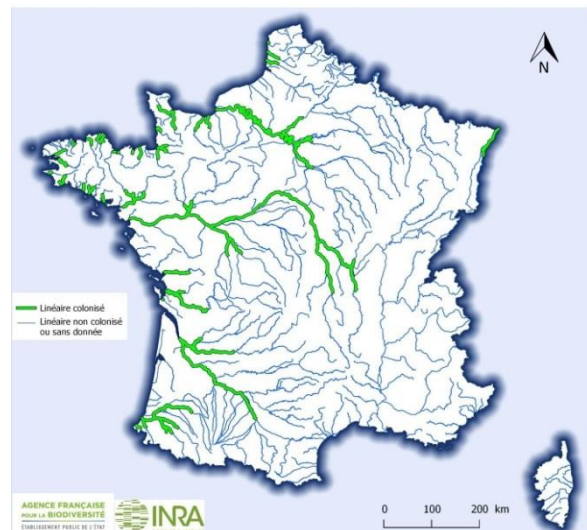 N
Linéaire colonisé
Linéaire non colonisé
ou sans donnée
AGENCE FRANÇAISE
POUR LA BIODIVERSITÉ
ÉTABLISSEMENT PUBLIC DE L'ÉTAT
INRA
0 100 200 km